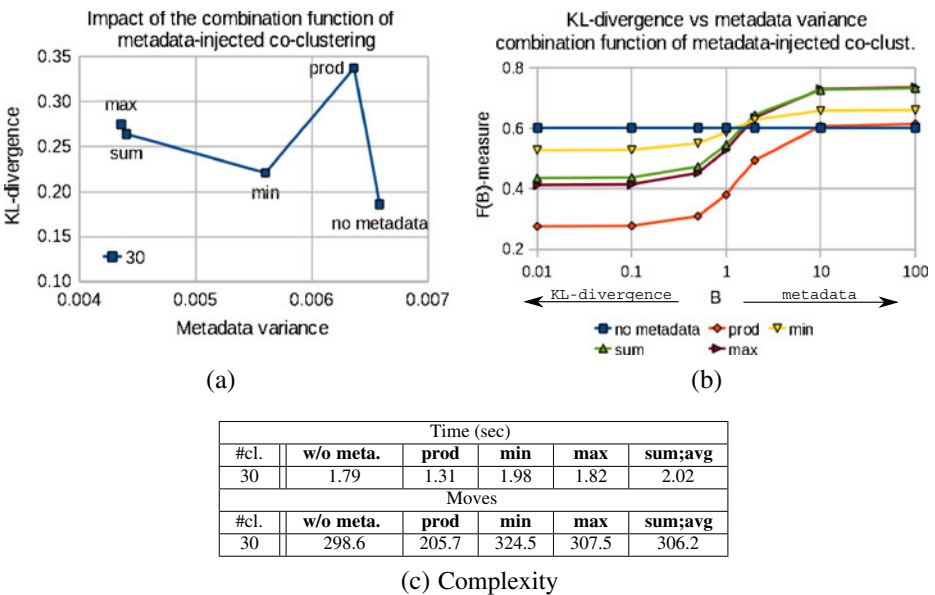 Impact of the combination function of
metadata-injected co-clustering
KL-divergence
0.40
0.35
0.30
0.25
0.20
0.15
0.10
max
sum
min
prod
no metadata
30
0.004 0.005 0.006 0.007
Metadata variance
(a)
KL-divergence vs metadata variance
combination function of metadata-injected co-clust.
F(B)-measure
0.8
0.6
0.4
0.2
0.01 0.1 1 10 100
KL-divergence B metadata
no metadata prod min
sum max
(b)
Time (sec)
#cl. w/o meta. prod min max sum;avg
30 1.79 1.31 1.98 1.82 2.02
Moves
#cl. w/o meta. prod min max sum;avg
30 298.6 205.7 324.5 307.5 306.2
(c) Complexity